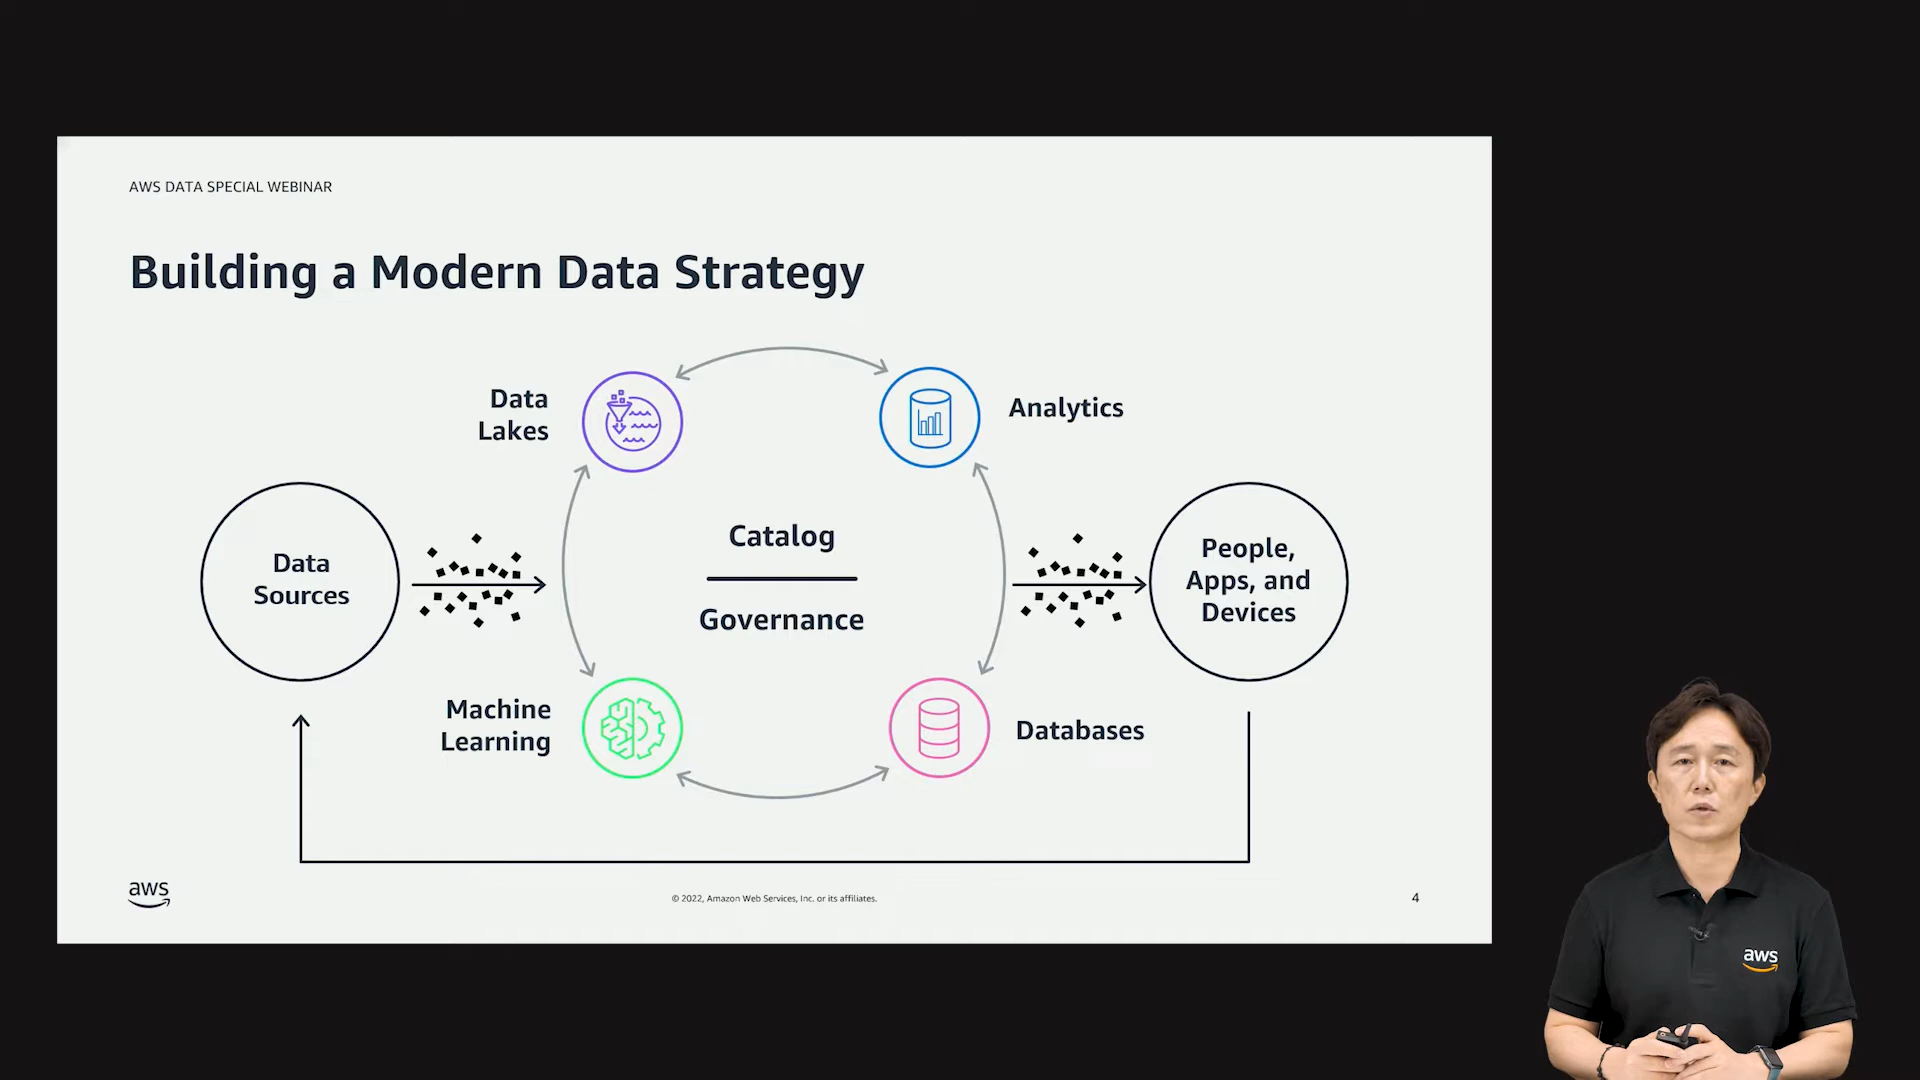 AWS DATA SPECIAL WEBINAR
Building a Modern Data Strategy
Data
Lakes
Analytics
Data
Sources
Catalog
Governance
People,
Apps, and
Devices
Machine
Learning
Databases
aws
© 2022, Amazon Web Services, Inc. or its affiliates.
4
aws